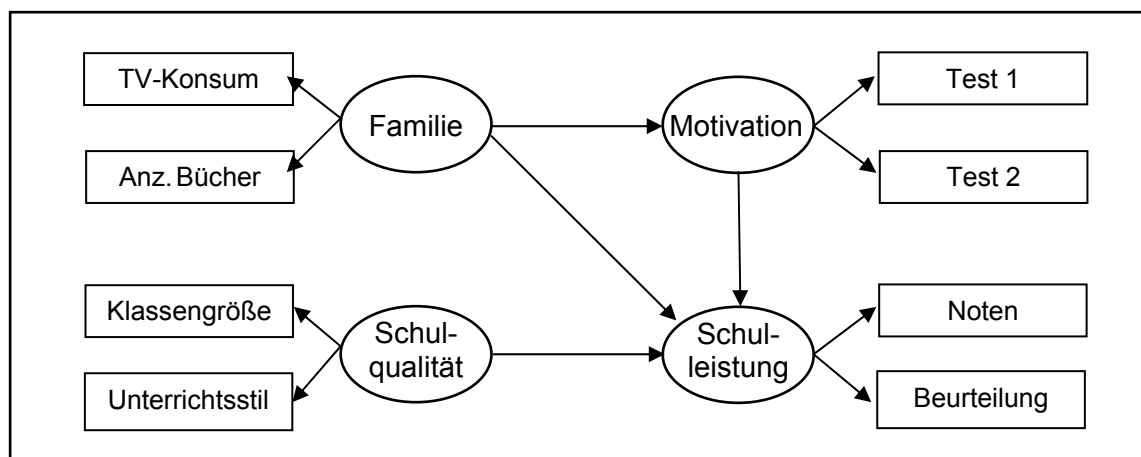 TV-Konsum
Anz. Bücher
Familie
Motivation
Test 1
Test 2
Klassengröße
Unterrichtsstil
Schul-
qualität
Schul-
leistung
Noten
Beurteilung